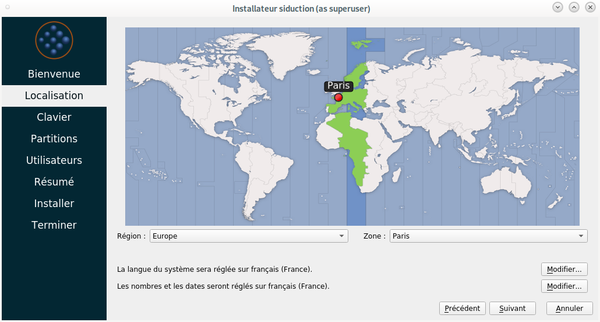 Installateur siduction (as superuser)
Bienvenue
Localisation
Clavier
Partitions
Utilisateurs
Résumé
Installer
Terminer
Paris
Région : Europe
Zone : Paris
La langue du système sera réglée sur français (France).
Modifier...
Les nombres et les dates seront réglés sur français (France).
Modifier...
Précédent
Suivant
Annuler